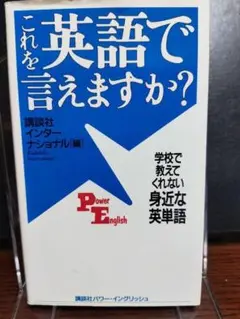 これを英語で
言えますか?
講談社
インター
ナショナル[編]
学校で
教えて
くれない
身近な
英単語
Power
English
講談社パワー・イングリッシュ